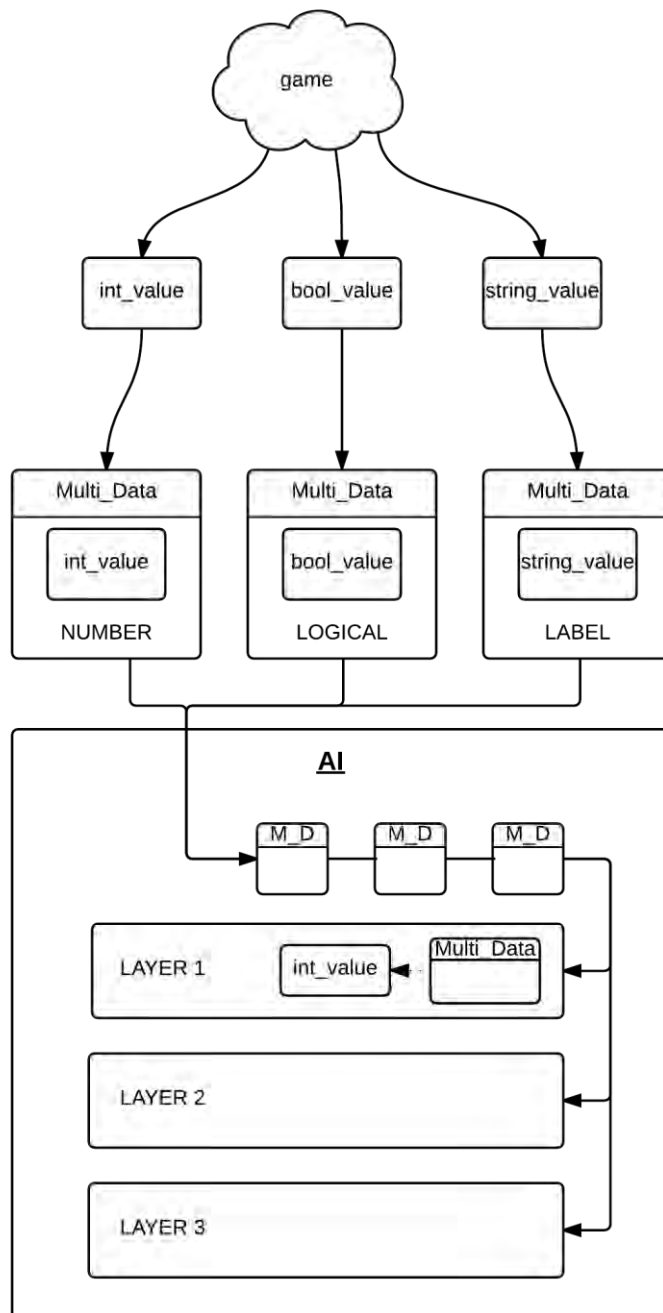 game
int_value
bool_value
string_value
Multi_Data
Multi_Data
Multi_Data
int_value
bool_value
string_value
NUMBER
LOGICAL
LABEL
AI
M_D
M_D
M_D
LAYER 1
int_value
Multi_Data
LAYER 2
LAYER 3